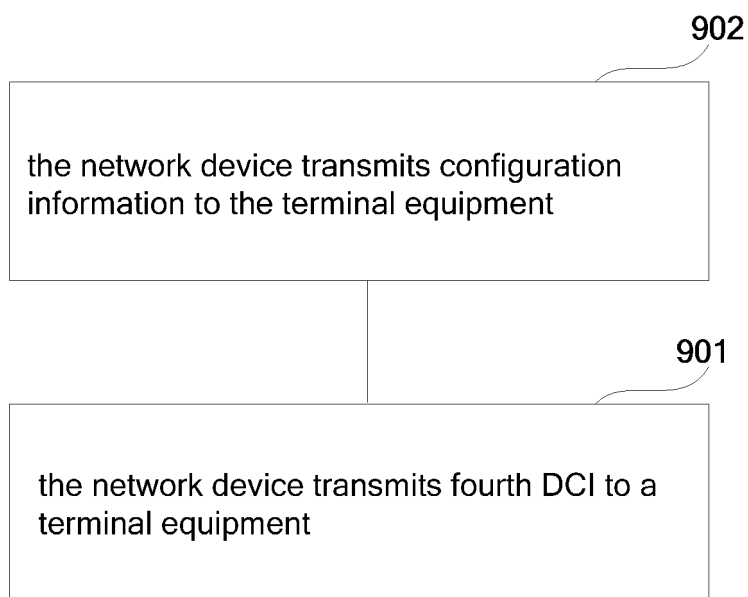 902
the network device transmits configuration
information to the terminal equipment
901
the network device transmits fourth DCI to a
terminal equipment